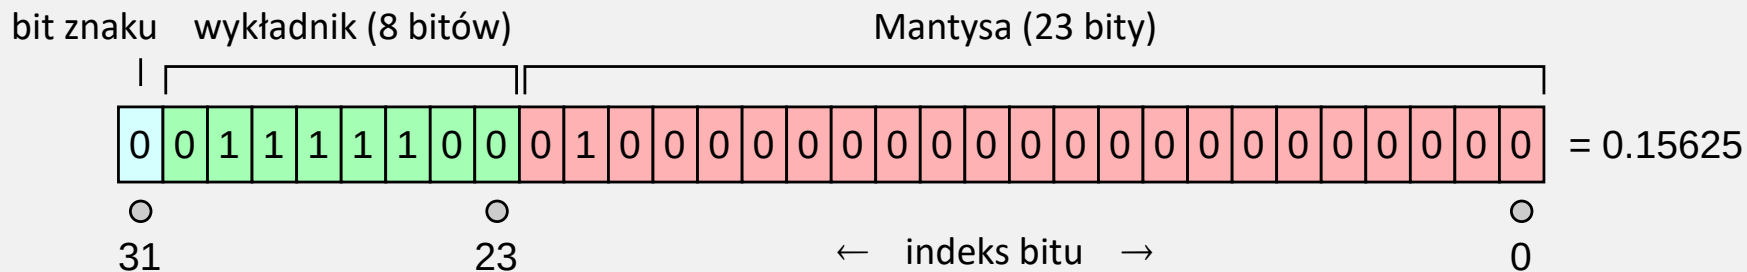 bit znaku wykładnik (8 bitów) Mantysa (23 bity)
0 0 1 1 1 1 1 0 0 0 1 0 0 0 0 0 0 0 0 0 0 0 0 0 0 0 0 0 0 0 0 0 = 0.15625
31 23 ← indeks bitu → 0